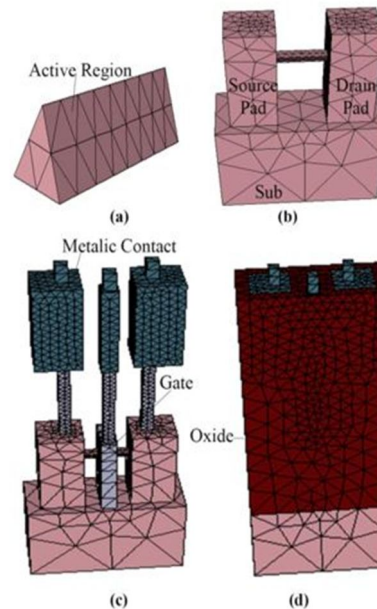 Active Region
(a)
Source
Pad
Drain
Pad
Sub
(b)
Metalic Contact
Gate
(c)
Oxide
(d)